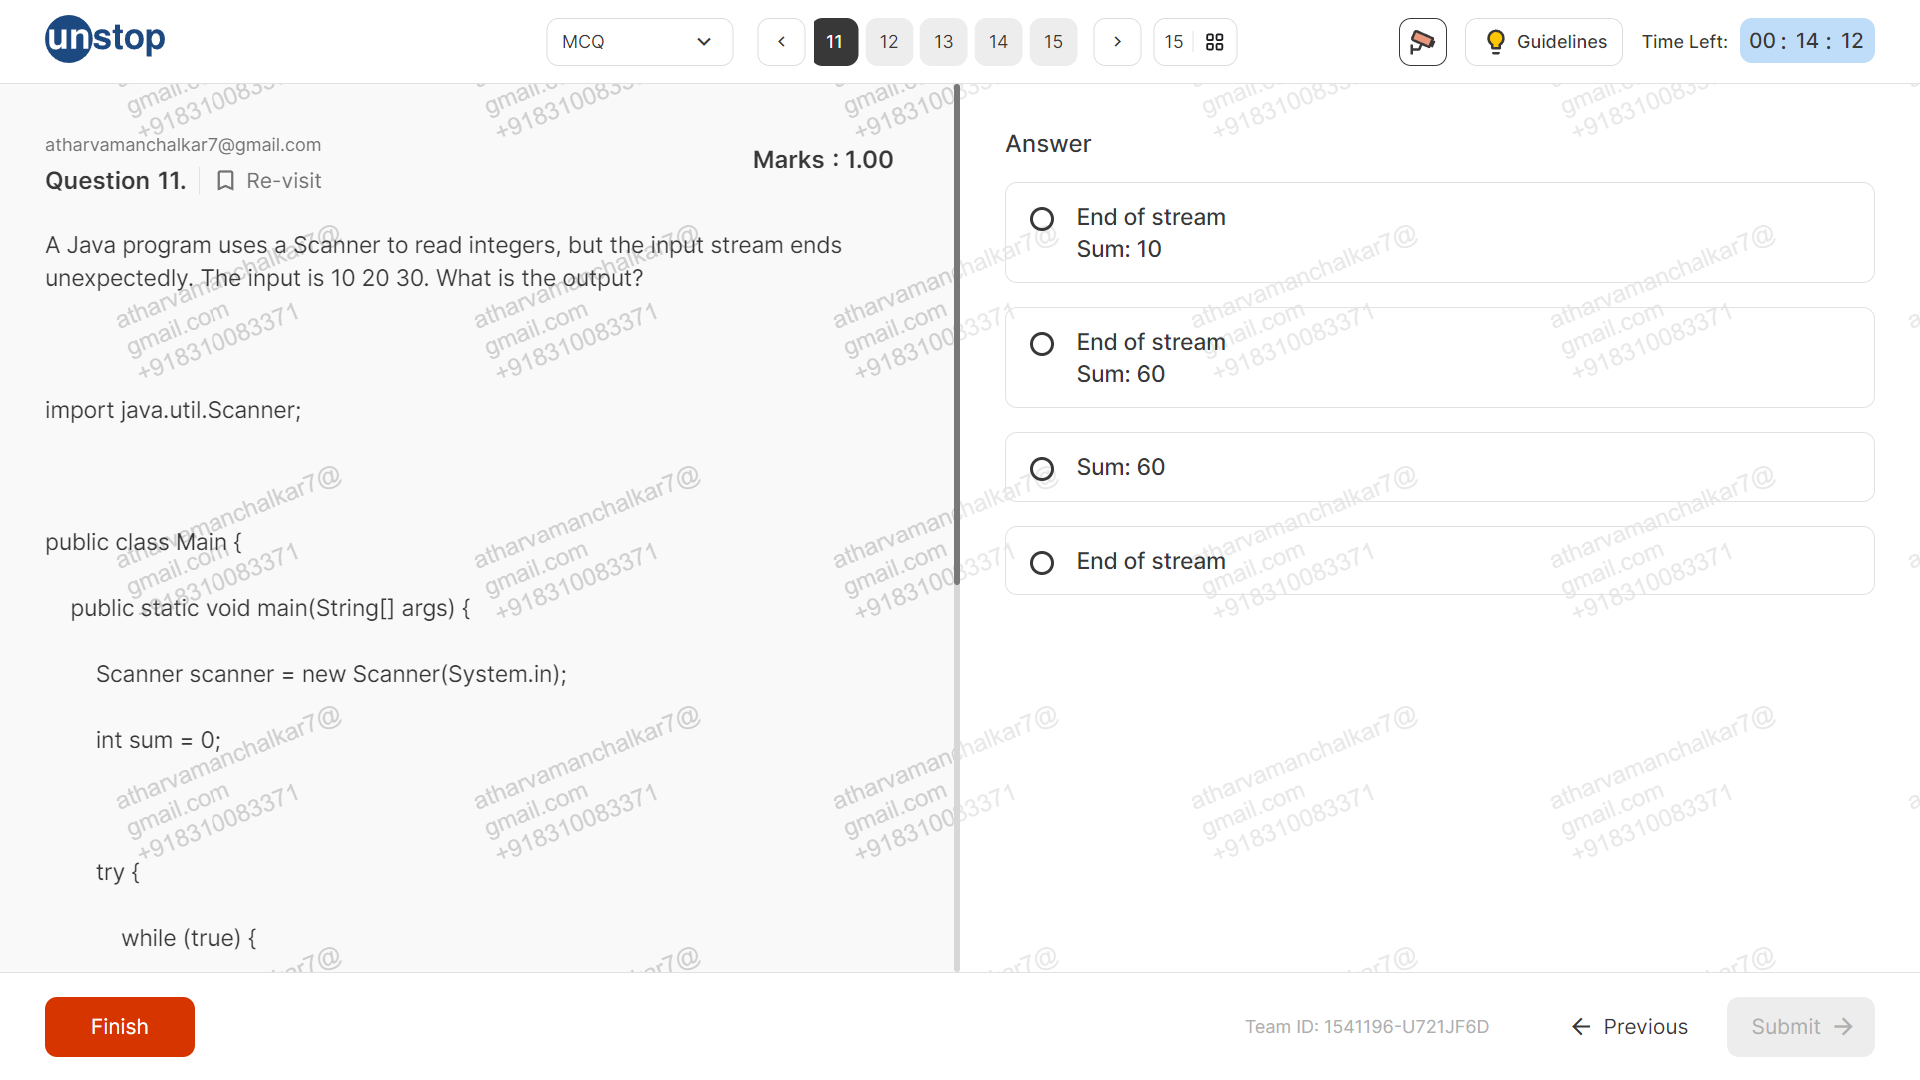 unstop
MCQ
11
12
13
14
15
15
Guidelines
Time Left:
00 : 14 : 12
atharvamanchalkar7@gmail.com
Marks : 1.00
Question 11.
Re-visit
A Java program uses a Scanner to read integers, but the input stream ends
unexpectedly. The input is 10 20 30. What is the output?
import java.util.Scanner;
public class Main {
public static void main(String[] args) {
Scanner scanner = new Scanner(System.in);
int sum = 0;
try {
while (true) {
Answer
End of stream
Sum: 10
End of stream
Sum: 60
Sum: 60
End of stream
atharvamanchalkar7@
gmail.com
+918310083371
Finish
Team ID: 1541196-U721JF6D
Previous
Submit